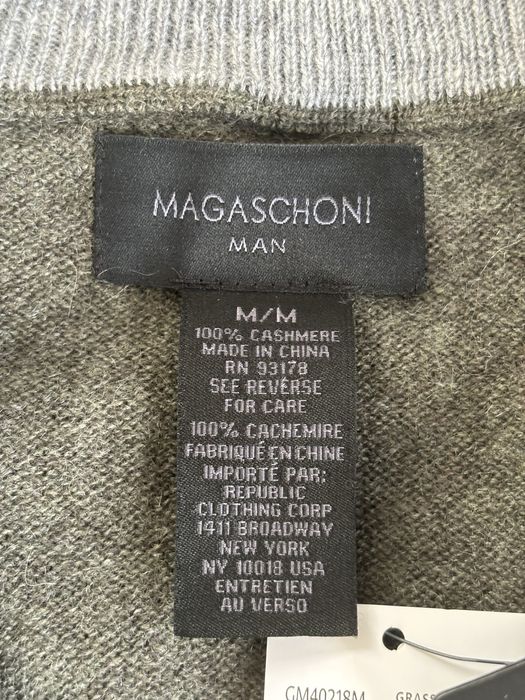 MAGASCHONI
MAN
M/M
100% CASHMERE
MADE IN CHINA
RN 93178
SEE REVERSE
FOR CARE
100% CACHEMIRE
FABRIQUÉ EN CHINE
IMPORTÉ PAR:
REPUBLIC
CLOTHING CORP
1411 BROADWAY
NEW YORK
NY 10018 USA
ENTRETIEN
AU VERSO
GM40218M